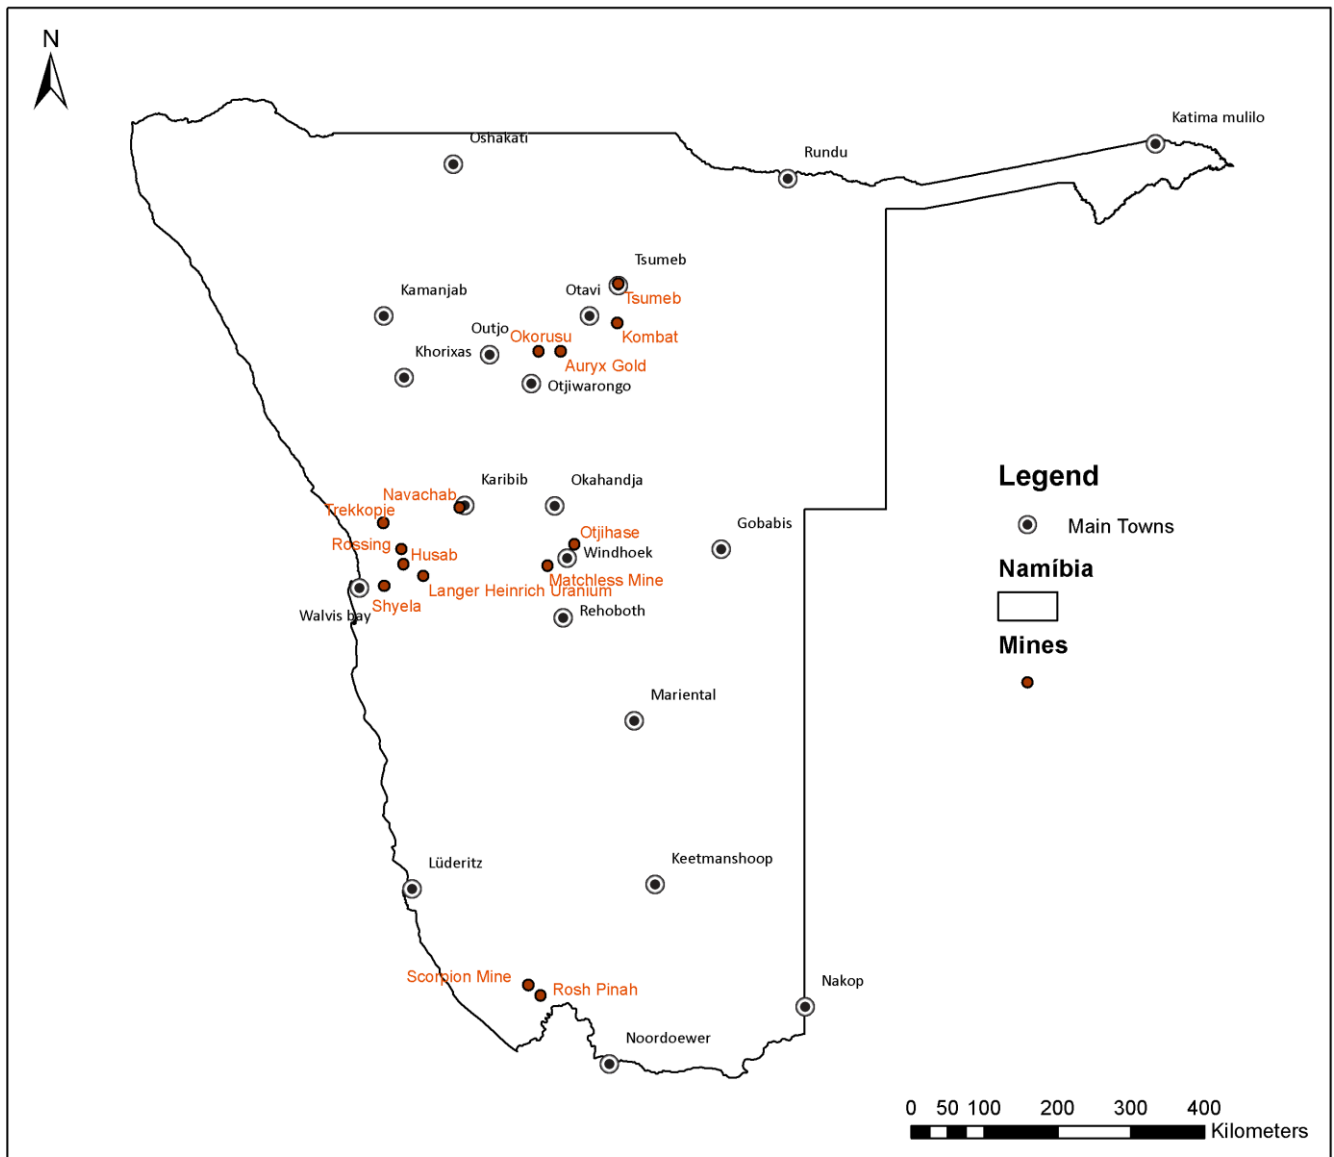 N
Katima mulilo
Oshakati
Rundu
Tsumeb
Tsumeb
Kamanjab
Otavi
Kombat
Outjo
Okorusu
Khorixas
Auryx Gold
Otjiwarongo
Legend
Main Towns
Namíbia
Mines
Karibib
Okahandja
Navachab
Trekkopje
Gobabis
Otjihase
Rossing
Husab
Windhoek
Matchless Mine
Langer Heinrich Uranium
Shyela
Walvis bay
Rehoboth
Mariental
Lüderitz
Keetmanshoop
Scorpion Mine
Rosh Pinah
Nakop
Noordoewer
0 50 100 200 300 400
Kilometers